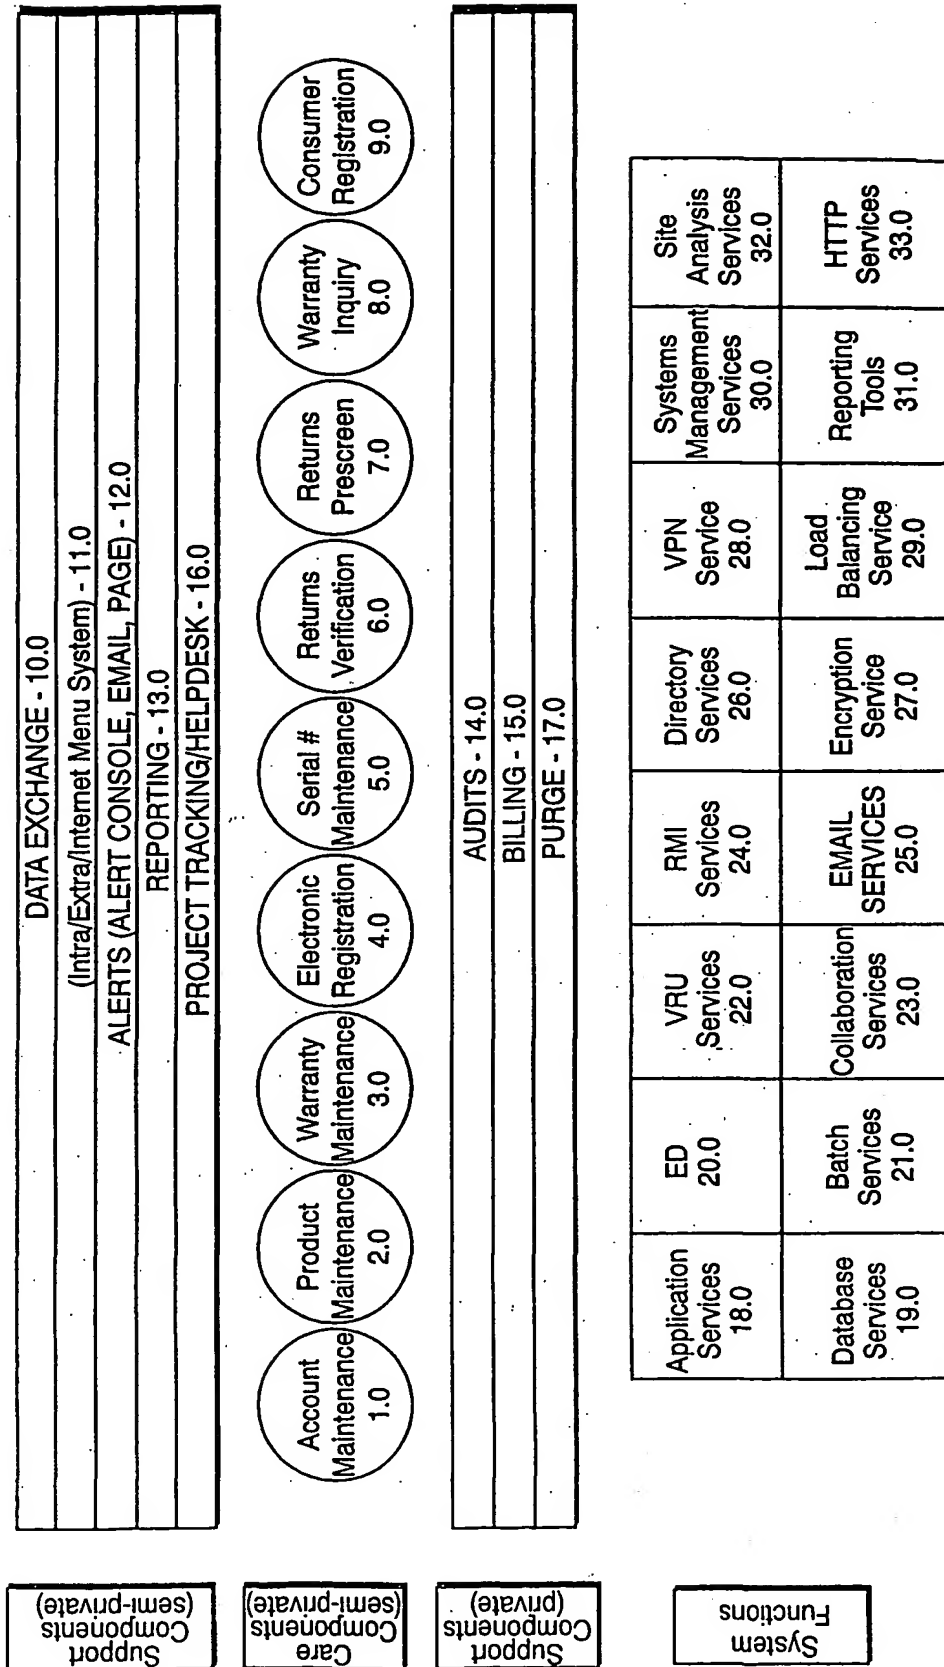 Support
Components
(semi-private)
DATA EXCHANGE - 10.0
(Intra/Extra/Internet Menu System) - 11.0
ALERTS (ALERT CONSOLE, EMAIL, PAGE) - 12.0
REPORTING - 13.0
PROJECT TRACKING/HELPDESK - 16.0
Care
Components
(semi-private)
Account
Maintenance
1.0
Product
Maintenance
2.0
Warranty
Maintenance
3.0
Electronic
Registration
4.0
Serial #
Maintenance
5.0
Returns
Verification
6.0
Returns
Prescreen
7.0
Warranty
Inquiry
8.0
Consumer
Registration
9.0
Support
Components
(private)
AUDITS - 14.0
BILLING - 15.0
PURGE - 17.0
System
Functions
Application
Services
18.0
ED
20.0
VRU
Services
22.0
RMI
Services
24.0
Directory
Services
26.0
VPN
Service
28.0
Systems
Management
Services
30.0
Site
Analysis
Services
32.0
Database
Services
19.0
Batch
Services
21.0
Collaboration
Services
23.0
EMAIL
SERVICES
25.0
Encryption
Service
27.0
Load
Balancing
Service
29.0
Reporting
Tools
31.0
HTTP
Services
33.0